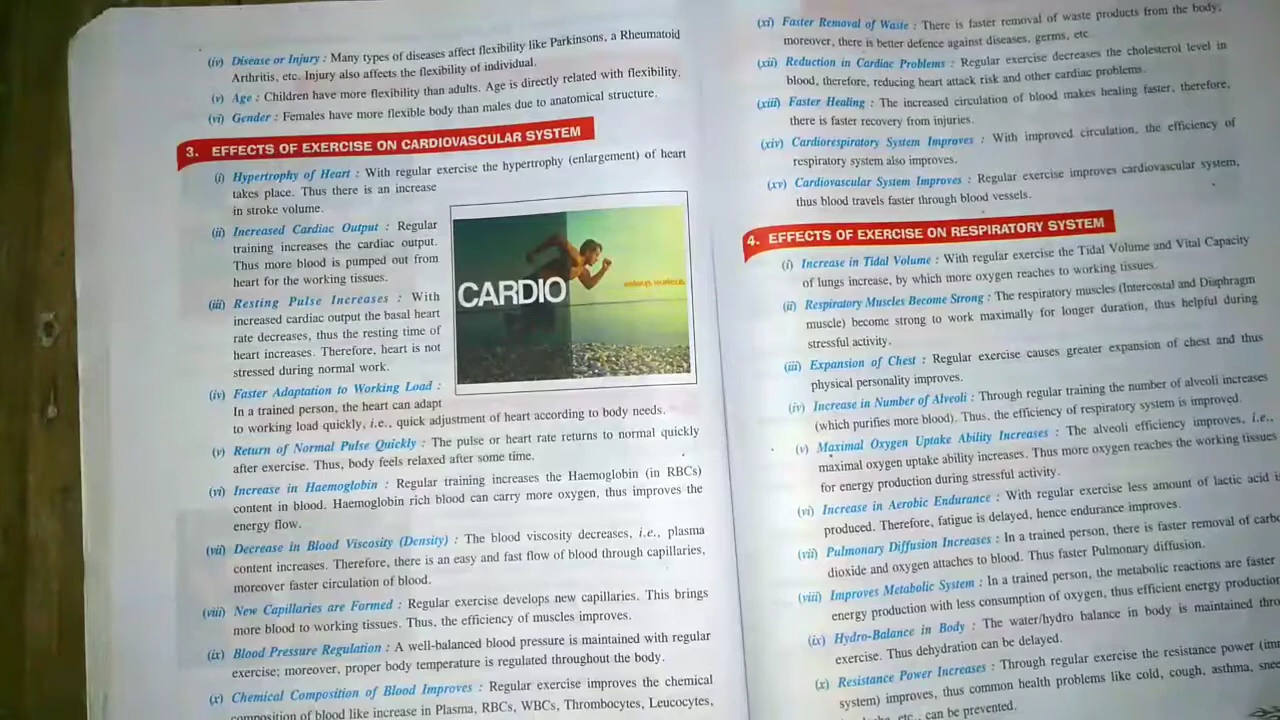 (iv) Disease or Injury : Many types of diseases affect flexibility like Parkinsons, a Rheumatoid
Arthritis, etc. Injury also affects the flexibility of individual.
(v) Age : Children have more flexibility than adults. Age is directly related with flexibility.
(vi) Gender : Females have more flexible body than males due to anatomical structure.
3. EFFECTS OF EXERCISE ON CARDIOVASCULAR SYSTEM
(i) Hypertrophy of Heart : With regular exercise the hypertrophy (enlargement) of heart
takes place. Thus there is an increase
in stroke volume.
(ii) Increased Cardiac Output : Regular
training increases the cardiac output.
Thus more blood is pumped out from
heart for the working tissues.
(iii) Resting Pulse Increases : With
increased cardiac output the basal heart
rate decreases, thus the resting time of
heart increases. Therefore, heart is not
stressed during normal work.
CARDIO
(iv) Faster Adaptation to Working Load :
In a trained person, the heart can adapt
to working load quickly, i.e., quick adjustment of heart according to body needs.
(v) Return of Normal Pulse Quickly : The pulse or heart rate returns to normal quickly
after exercise. Thus, body feels relaxed after some time.
(vi) Increase in Haemoglobin : Regular training increases the Haemoglobin (in RBCs)
content in blood. Haemoglobin rich blood can carry more oxygen, thus improves the
energy flow.
(vii) Decrease in Blood Viscosity (Density) : The blood viscosity decreases, i.e., plasma
content increases. Therefore, there is an easy and fast flow of blood through capillaries,
moreover faster circulation of blood.
(viii) New Capillaries are Formed : Regular exercise develops new capillaries. This brings
more blood to working tissues. Thus, the efficiency of muscles improves.
(ix) Blood Pressure Regulation : A well-balanced blood pressure is maintained with regular
exercise; moreover, proper body temperature is regulated throughout the body.
(x) Chemical Composition of Blood Improves : Regular exercise improves the chemical
composition of blood like increase in Plasma, RBCs, WBCs, Thrombocytes, Leucocytes,
(xi) Faster Removal of Waste : There is faster removal of waste products from the body,
moreover, there is better defence against diseases, germs, etc.
(xii) Reduction in Cardiac Problems : Regular exercise decreases the cholesterol level in
blood, therefore, reducing heart attack risk and other cardiac problems.
(xiii) Faster Healing : The increased circulation of blood makes healing faster, therefore,
there is faster recovery from injuries.
(xiv) Cardiorespiratory System Improves : With improved circulation, the efficiency of
respiratory system also improves.
(xv) Cardiovascular System Improves : Regular exercise improves cardiovascular system,
thus blood travels faster through blood vessels.
4. EFFECTS OF EXERCISE ON RESPIRATORY SYSTEM
(i) Increase in Tidal Volume : With regular exercise the Tidal Volume and Vital Capacity
of lungs increase, by which more oxygen reaches to working tissues.
(ii) Respiratory Muscles Become Strong : The respiratory muscles (Intercostal and Diaphragm
muscle) become strong to work maximally for longer duration, thus helpful during
stressful activity.
(iii) Expansion of Chest : Regular exercise causes greater expansion of chest and thus
physical personality improves.
(iv) Increase in Number of Alveoli : Through regular training the number of alveoli increases
(which purifies more blood). Thus, the efficiency of respiratory system is improved.
(v) Maximal Oxygen Uptake Ability Increases : The alveoli efficiency improves, i.e.,
maximal oxygen uptake ability increases. Thus more oxygen reaches the working tissues
for energy production during stressful activity.
(vi) Increase in Aerobic Endurance : With regular exercise less amount of lactic acid
produced. Therefore, fatigue is delayed, hence endurance improves.
(vii) Pulmonary Diffusion Increases : In a trained person, there is faster removal of carbo
dioxide and oxygen attaches to blood. Thus faster Pulmonary diffusion.
(viii) Improves Metabolic System : In a trained person, the metabolic reactions are faster
energy production with less consumption of oxygen, thus efficient energy production
(ix) Hydro-Balance in Body : The water/hydro balance in body is maintained thro
exercise. Thus dehydration can be delayed.
(x) Resistance Power Increases : Through regular exercise the resistance power (im
system) improves, thus common health problems like cold, cough, asthma, snee
etc., can be prevented.